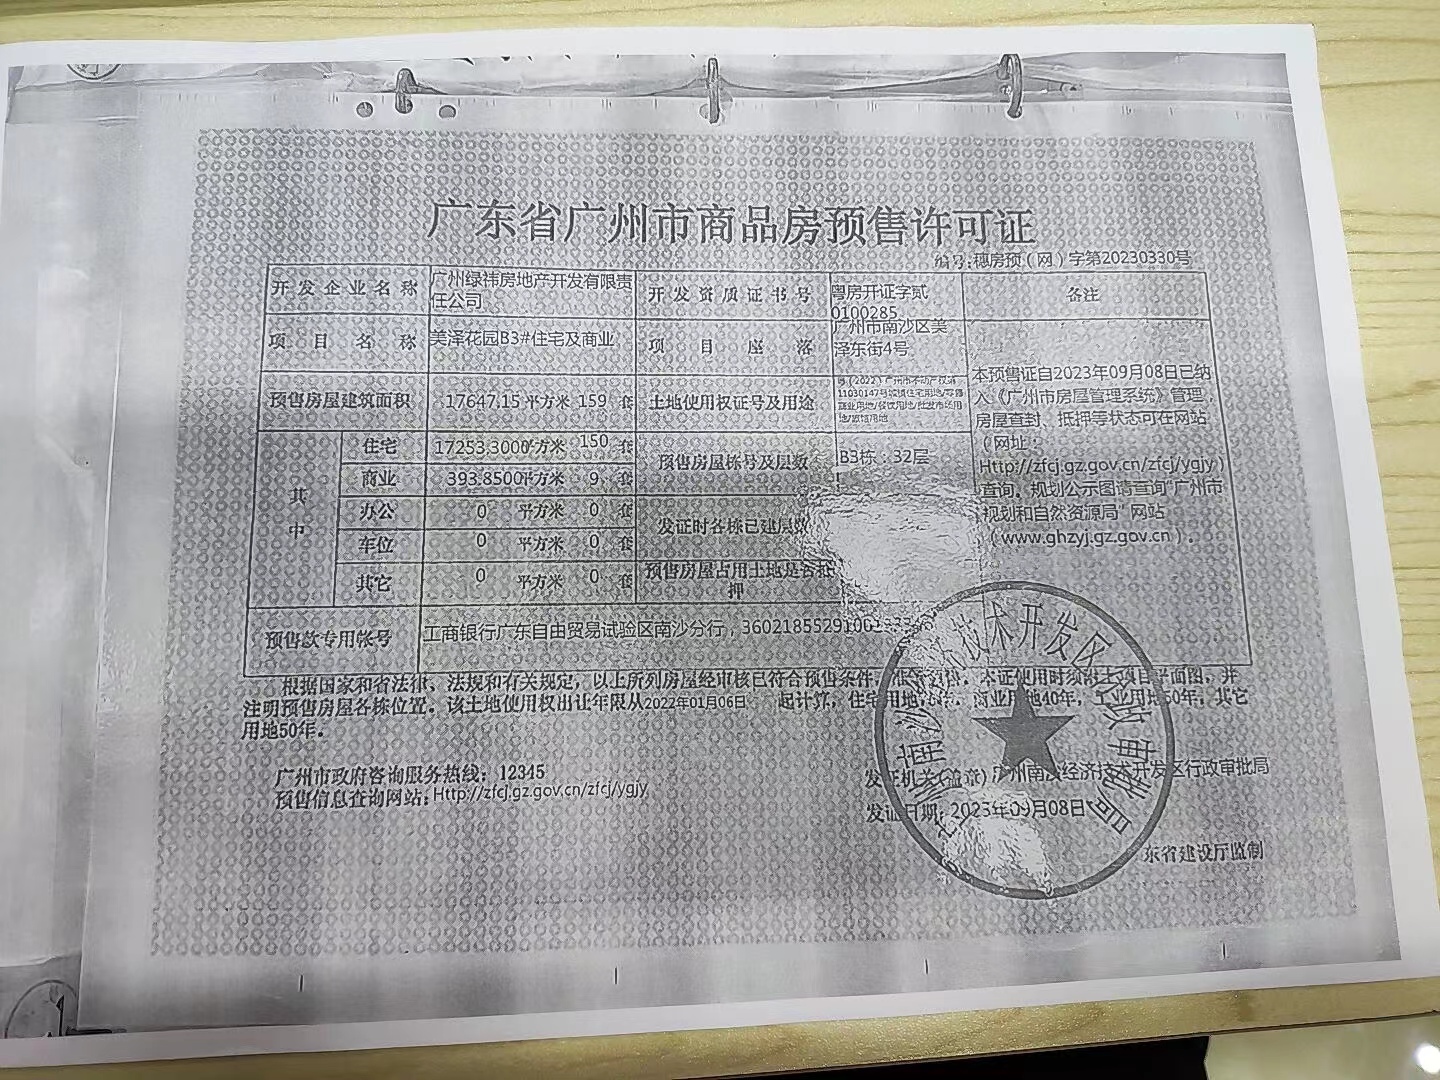 广东省广州市商品房预售许可证
编号:穗房预（网）字第20230330号
开发企业名称
广州绿祎房地产开发有限责
任公司
开发资质证书号
粤房开证字贰
0100285
备注
项目名称
美泽花园B3#住宅及商业
项目座落
广州市南沙区美
泽东街4号
预售房屋建筑面积
17647.15 平方米 159 套
土地使用权证号及用途
其中
住宅
17253.3000平方米 150 套
商业
393.8500平方米 9 套
办公
0 平方米 0 套
车位
0 平方米 0 套
其它
0 平方米 0 套
预售房屋栋号及层数
B3栋：32层
发证时各栋已建层数
预售房屋占用土地是否抵
押
本预售证自2023年09月08日已纳
入《广州市房屋管理系统》管理，
房屋查封、抵押等状态可在网站
（网址：
Http://zfcj.gz.gov.cn/zfcj/ygjy）
查询。规划公示图请查询"广州市
规划和自然资源局"网站
（www.ghzyj.gz.gov.cn）。
预售款专用帐号
工商银行广东自由贸易试验区南沙分行，
根据国家和省法律、法规和有关规定，以上所列房屋经审核已符合预售条件，本证使用时须附上项目平面图，并
注明预售房屋各栋位置。该土地使用权出让年限从2022年01月06日 起计算，住宅用地，商业用地40年，50年，其它
用地50年。
广州市政府咨询服务热线：12345
预售信息查询网站:Http://zfcj.gz.gov.cn/zfcj/ygjy
发证机关(盖章)广州南沙经济技术开发区行政审批局
发证日期：2023年09月08日
东省建设厅监制